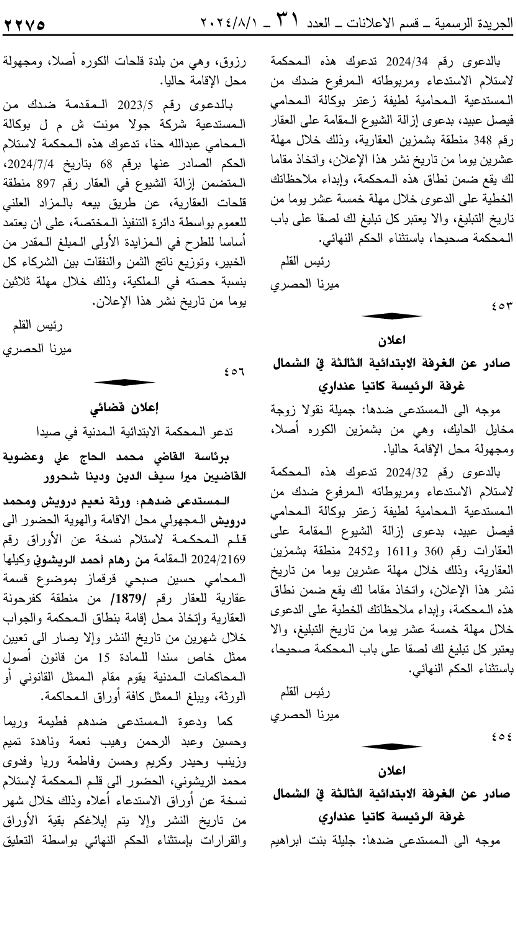 الجريدة الرسمية ــ قسم الاعلانات ــ العدد ٣١ ــ ٢٠٢٤/٨/١
٢٢٧٥
بالدعوى رقم 2024/34 تدعوك هذه المحكمة
لاستلام الاستدعاء ومربوطاته المرفوع ضدك من
المستدعية المحامية لطيفة زعتر بوكالة المحامي
فيصل عبيد، بدعوى إزالة الشيوع المقامة على العقار
رقم 348 منطقة بشمزين العقارية، وذلك خلال مهلة
عشرين يوما من تاريخ نشر هذا الإعلان، واتخاذ مقاما
لك يقع ضمن نطاق هذه المحكمة، وإبداء ملاحظاتك
الخطية على الدعوى خلال مهلة خمسة عشر يوما من
تاريخ التبليغ، والا يعتبر كل تبليغ لك لصقا على باب
المحكمة صحيحا، باستثناء الحكم النهائي.
رئيس القلم
ميرنا الحصري
٤٥٣
اعلان
صادر عن الغرفة الابتدائية الثالثة في الشمال
غرفة الرئيسة كاتيا عنداري
موجه الى المستدعى ضدها: جميلة نقولا زوجة
مخايل الحايك، وهي من بشمزين الكوره أصلا،
ومجهولة محل الإقامة حاليا.
بالدعوى رقم 2024/32 تدعوك هذه المحكمة
لاستلام الاستدعاء ومربوطاته المرفوع ضدك من
المستدعية المحامية لطيفة زعتر بوكالة المحامي
فيصل عبيد، بدعوى إزالة الشيوع المقامة على
العقارات رقم 360 و1611 و2452 منطقة بشمزين
العقارية، وذلك خلال مهلة عشرين يوما من تاريخ
نشر هذا الإعلان، واتخاذ مقاما لك يقع ضمن نطاق
هذه المحكمة، وإبداء ملاحظاتك الخطية على الدعوى
خلال مهلة خمسة عشر يوما من تاريخ التبليغ، والا
يعتبر كل تبليغ لك لصقا على باب المحكمة صحيحا،
باستثناء الحكم النهائي.
رئيس القلم
ميرنا الحصري
٤٥٤
اعلان
صادر عن الغرفة الابتدائية الثالثة في الشمال
غرفة الرئيسة كاتيا عنداري
موجه الى المستدعى ضدها: جليلة بنت ابراهيم
رزوق، وهي من بلدة قلحات الكوره أصلا، ومجهولة
محل الإقامة حاليا.
بالدعوى رقم 2023/5 المقدمة ضدك من
المستدعية شركة جولا مونت ش م ل بوكالة
المحامي عبدالله حنا، تدعوك هذه المحكمة لاستلام
الحكم الصادر عنها برقم 68 بتاريخ 2024/7/4،
المتضمن إزالة الشيوع في العقار رقم 897 منطقة
قلحات العقارية، عن طريق بيعه بالمزاد العلني
للعموم بواسطة دائرة التنفيذ المختصة، على ان يعتمد
أساسا للطرح في المزايدة الأولى المبلغ المقدر من
الخبير، وتوزيع ناتج الثمن والنفقات بين الشركاء كل
بنسبة حصته في الملكية، وذلك خلال مهلة ثلاثين
يوما من تاريخ نشر هذا الإعلان.
رئيس القلم
ميرنا الحصري
٤٥٦
إعلان قضائي
تدعو المحكمة الابتدائية المدنية في صيدا
برئاسة القاضي محمد الحاج علي وعضوية
القاضيين ميرا سيف الدين ودينا شحرور
المستدعى ضدهم: ورثة نعيم درويش ومحمد
درويش المجهولي محل الاقامة والهوية الحضور الى
قلم المحكمة لاستلام نسخة عن الأوراق رقم
2024/2169 المقامة من رهام أحمد الريشوني وكيلها
المحامي حسين صبحي قرقماز بموضوع قسمة
عقارية للعقار رقم /1879/ من منطقة كفرحونة
العقارية وإتخاذ محل إقامة بنطاق المحكمة والجواب
خلال شهرين من تاريخ النشر وإلا يصار الى تعيين
ممثل خاص سندا للمادة 15 من قانون أصول
المحاكمات المدنية يقوم مقام الممثل القانوني أو
الورثة، ويبلغ الممثل كافة أوراق المحاكمة.
كما ودعوة المستدعى ضدهم فطيمة وريما
وحسين وعبد الرحمن وهيب نعمة وناهدة تميم
وزينب وحيدر وكريم وحسن وفاطمة وريا وفدوى
محمد الريشوني، الحضور الى قلم المحكمة لإستلام
نسخة عن أوراق الاستدعاء أعلاه وذلك خلال شهر
من تاريخ النشر وإلا يتم إبلاغكم بقية الأوراق
والقرارات بإستثناء الحكم النهائي بواسطة التعليق